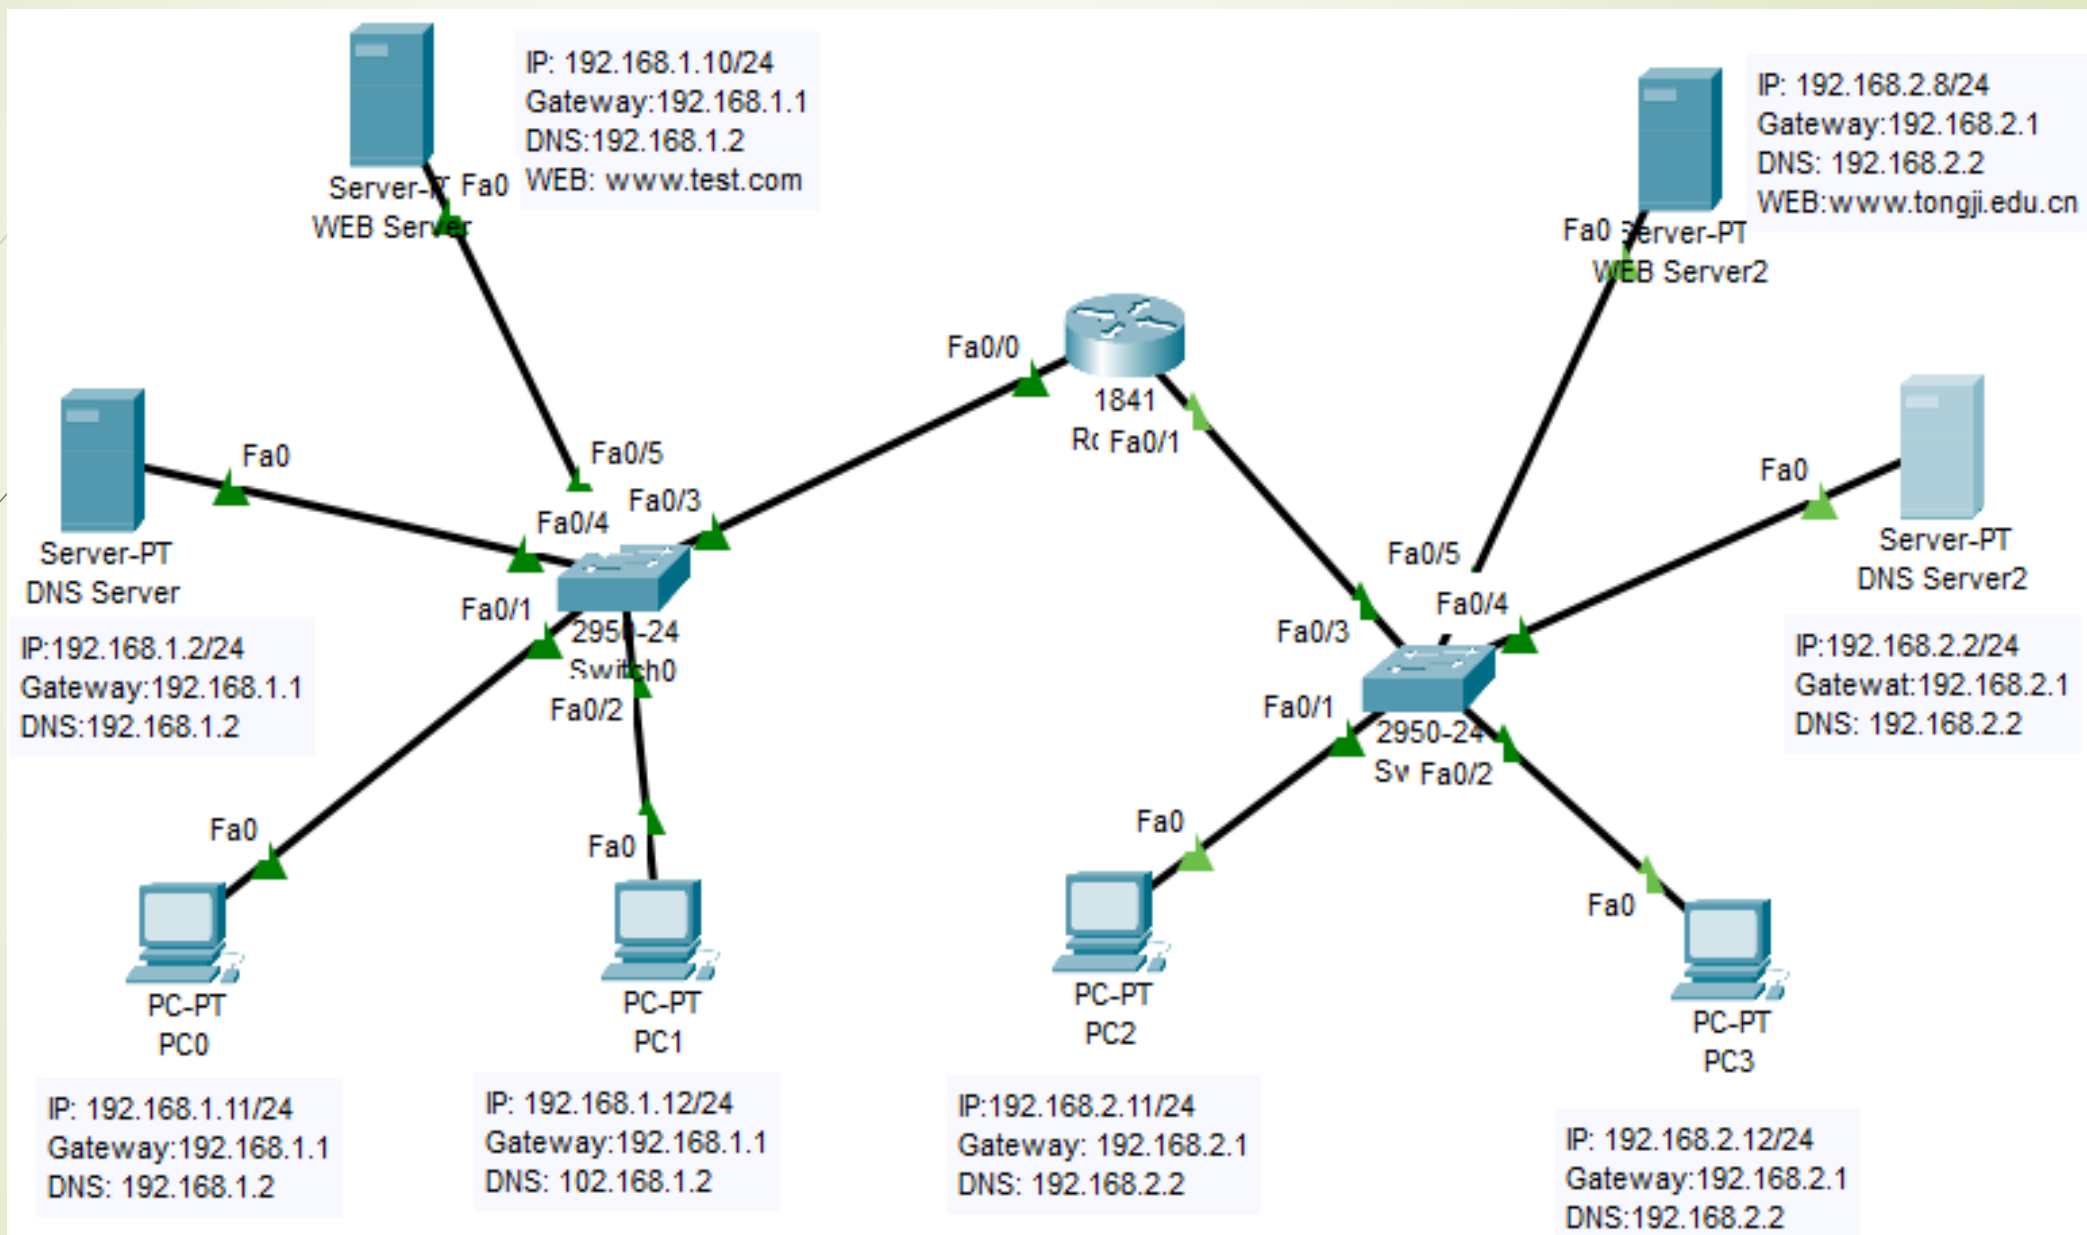 IP: 192.168.1.10/24
Gateway:192.168.1.1
DNS:192.168.1.2
WEB: www.test.com
Fa0
WEB Server
IP: 192.168.2.8/24
Gateway:192.168.2.1
DNS: 192.168.2.2
WEB:www.tongji.edu.cn
Fa0 Server-PT
WEB Server2
Fa0/0
1841
Fa0/1
Fa0
Server-PT
DNS Server
IP:192.168.1.2/24
Gateway:192.168.1.1
DNS:192.168.1.2
Fa0/5
Fa0/3
Fa0/4
Fa0/1
2950-24
Switch0
Fa0/2
Fa0
Server-PT
DNS Server2
IP:192.168.2.2/24
Gatewat:192.168.2.1
DNS: 192.168.2.2
Fa0/5
Fa0/4
Fa0/3
Fa0/1
2950-24
Fa0/2
Fa0
PC-PT
PC0
IP: 192.168.1.11/24
Gateway:192.168.1.1
DNS: 192.168.1.2
Fa0
PC-PT
PC1
IP: 192.168.1.12/24
Gateway:192.168.1.1
DNS: 102.168.1.2
Fa0
PC-PT
PC2
IP:192.168.2.11/24
Gateway: 192.168.2.1
DNS: 192.168.2.2
Fa0
PC-PT
PC3
IP: 192.168.2.12/24
Gateway:192.168.2.1
DNS:192.168.2.2